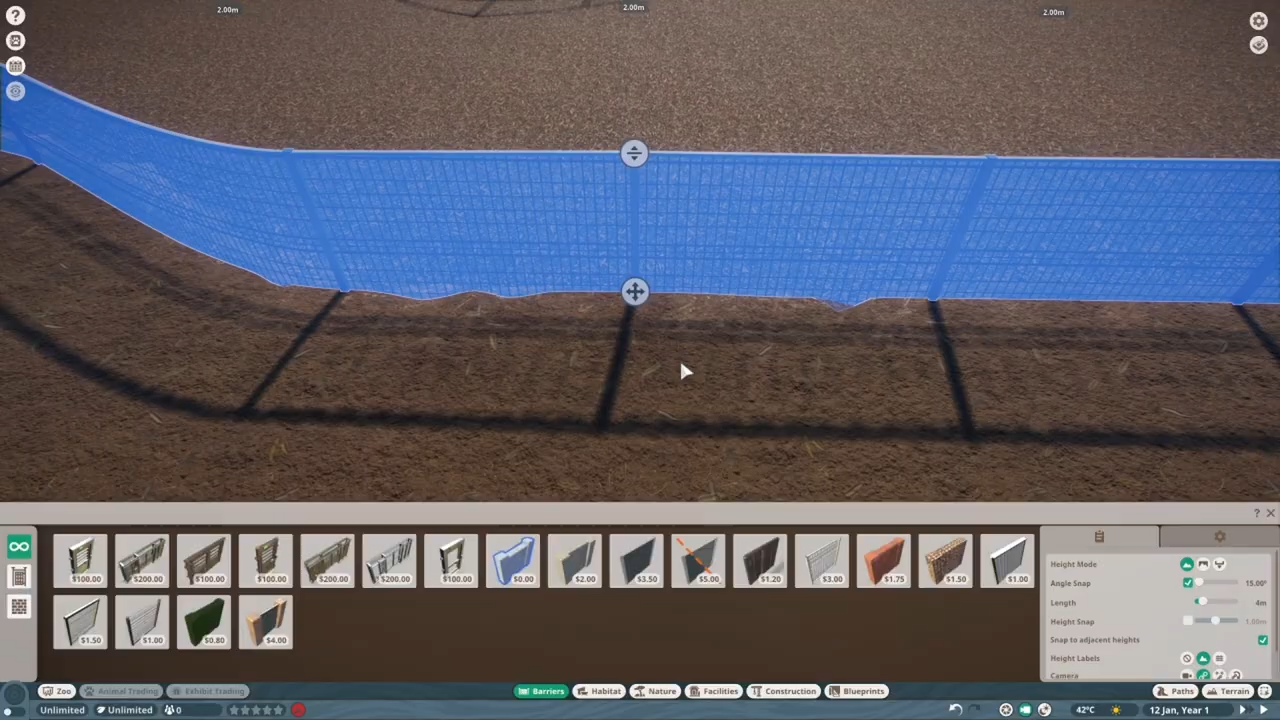 2.00m 2.00m 2.00m
?
? ×
$100.00 $200.00 $100.00 $100.00 $200.00 $200.00 $100.00 $0.00 $2.00 $3.50 $5.00 $1.20 $3.00 $1.75 $1.50 $1.00
$1.50 $1.00 $0.80 $4.00
Height Mode
Angle Snap 15.00°
Length 4m
Height Snap 1.00m
Snap to adjacent heights
Height Labels
Camera
Zoo Animal Trading Exhibit Trading Barriers Habitat Nature Facilities Construction Blueprints Paths Terrain
Unlimited Unlimited 0 42°C 12 Jan, Year 1